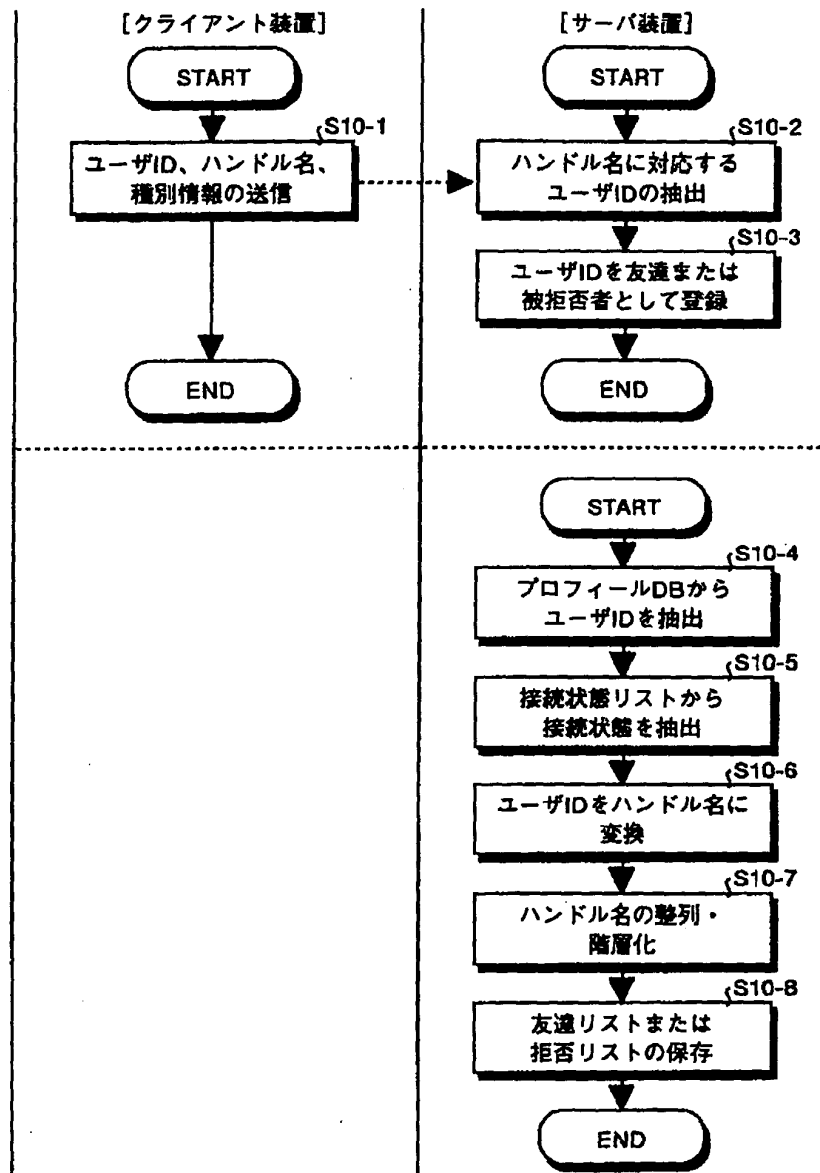 [クライアント装置]
START
S10-1
ユーザID、ハンドル名、
種別情報の送信
END
[サーバ装置]
START
S10-2
ハンドル名に対応する
ユーザIDの抽出
S10-3
ユーザIDを友達または
被拒否者として登録
END
START
S10-4
プロフィールDBから
ユーザIDを抽出
S10-5
接続状態リストから
接続状態を抽出
S10-6
ユーザIDをハンドル名に
変換
S10-7
ハンドル名の整列・
階層化
S10-8
友達リストまたは
拒否リストの保存
END